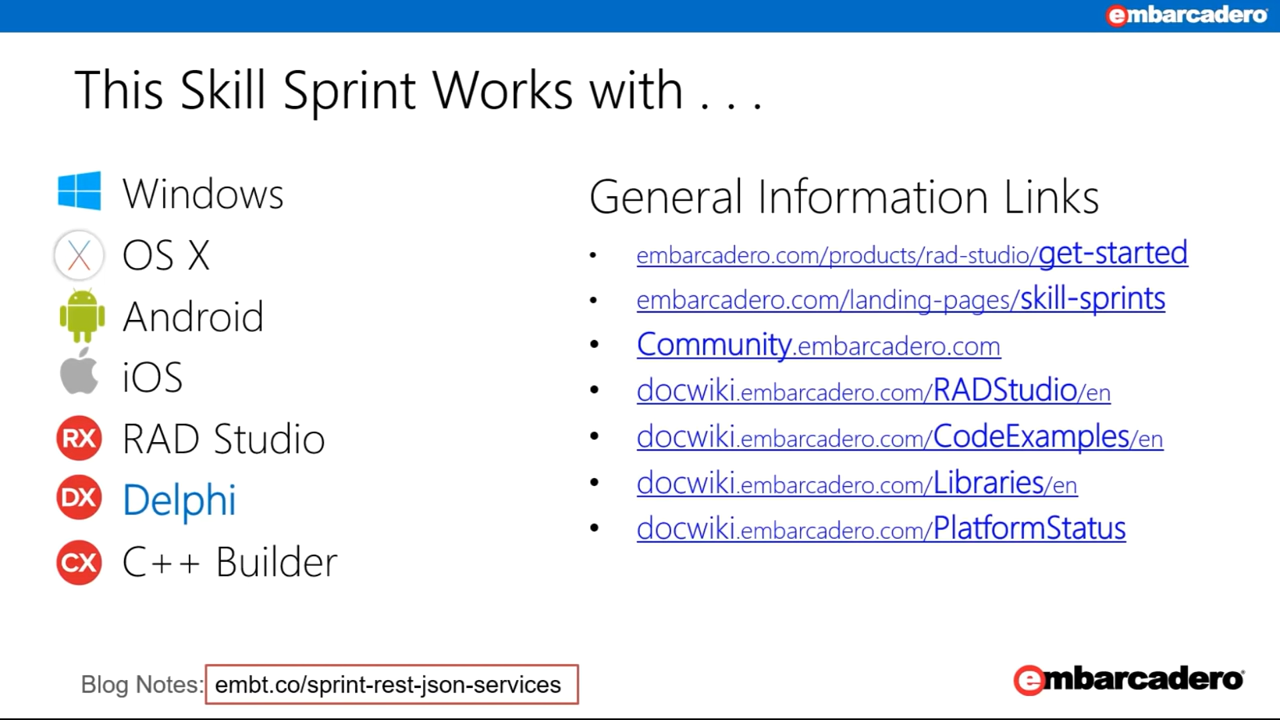 embarcadero
This Skill Sprint Works with . . .
Windows
OS X
Android
iOS
RX RAD Studio
DX Delphi
CX C++ Builder
General Information Links
• embarcadero.com/products/rad-studio/get-started
• embarcadero.com/landing-pages/skill-sprints
• Community.embarcadero.com
• docwiki.embarcadero.com/RADStudio/en
• docwiki.embarcadero.com/CodeExamples/en
• docwiki.embarcadero.com/Libraries/en
• docwiki.embarcadero.com/PlatformStatus
Blog Notes: embt.co/sprint-rest-json-services
embarcadero